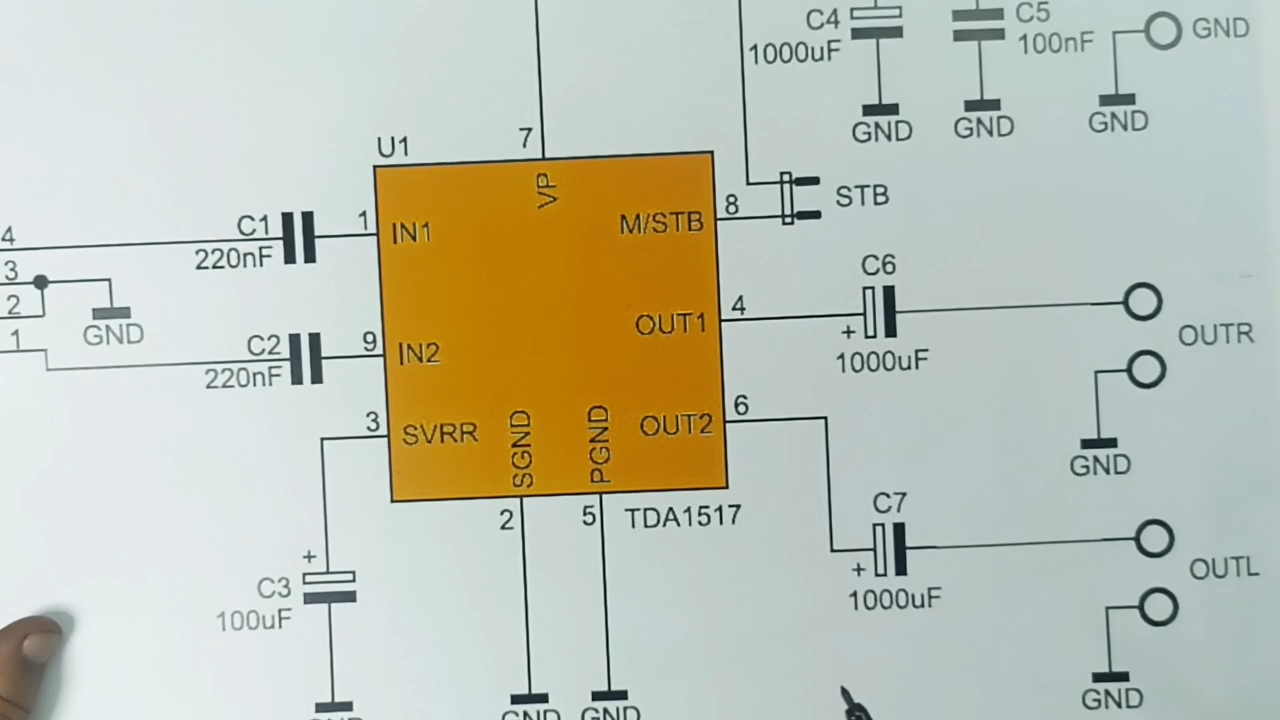 C4
1000uF
GND
C5
100nF
GND
GND
GND
U1
7
VP
4
3
2
1
GND
C1
220nF
1
IN1
C2
220nF
9
IN2
3
SVRR
M/STB
8
STB
OUT1
4
C6
+
1000uF
OUTR
GND
OUT2
6
SGND
PGND
2
5
TDA1517
C7
+
1000uF
OUTL
GND
+
C3
100uF
GND
GND
GND